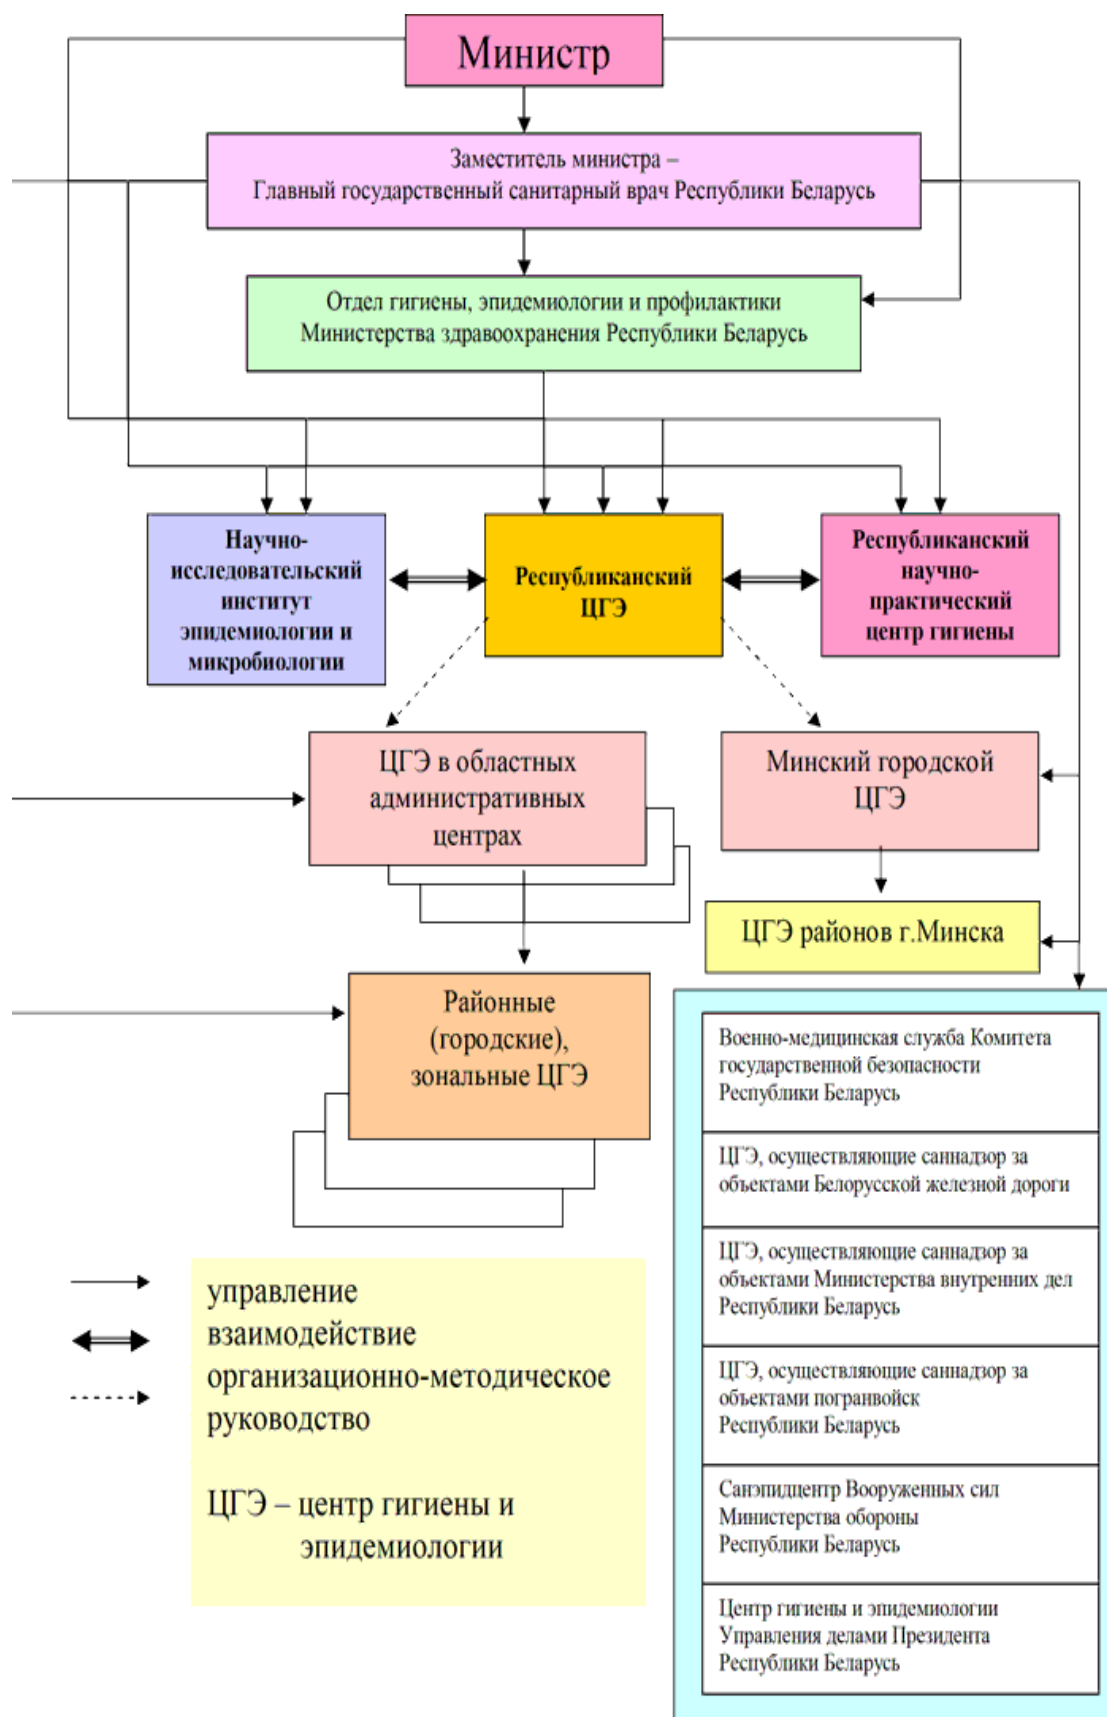 Министр
Заместитель министра –
Главный государственный санитарный врач Республики Беларусь
Отдел гигиены, эпидемиологии и профилактики
Министерства здравоохранения Республики Беларусь
Научно-
исследовательский
институт
эпидемиологии и
микробиологии
Республиканский
ЦГЭ
Республиканский
научно-
практический
центр гигиены
ЦГЭ в областных
административных
центрах
Минский городской
ЦГЭ
ЦГЭ районов г.Минска
Районные
(городские),
зональные ЦГЭ
Военно-медицинская служба Комитета
государственной безопасности
Республики Беларусь
ЦГЭ, осуществляющие саннадзор за
объектами Белорусской железной дороги
ЦГЭ, осуществляющие саннадзор за
объектами Министерства внутренних дел
Республики Беларусь
ЦГЭ, осуществляющие саннадзор за
объектами погранвойск
Республики Беларусь
Санэпидцентр Вооруженных сил
Министерства обороны
Республики Беларусь
Центр гигиены и эпидемиологии
Управления делами Президента
Республики Беларусь
управление
взаимодействие
организационно-методическое
руководство
ЦГЭ – центр гигиены и
эпидемиологии